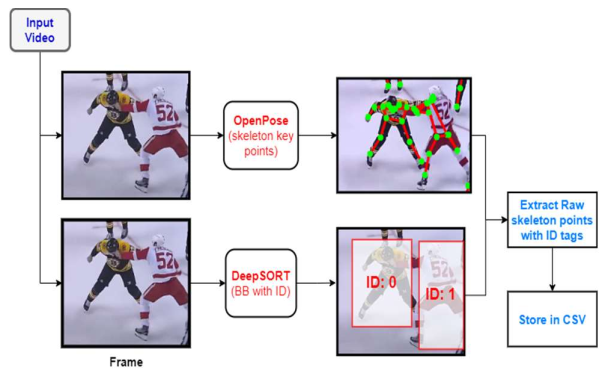 Input
Video
52
OpenPose
(skeleton key
points)
52
Extract Raw
skeleton points
with ID tags
DeepSORT
(BB with ID)
52
ID: 0
ID: 1
Store in CSV
Frame